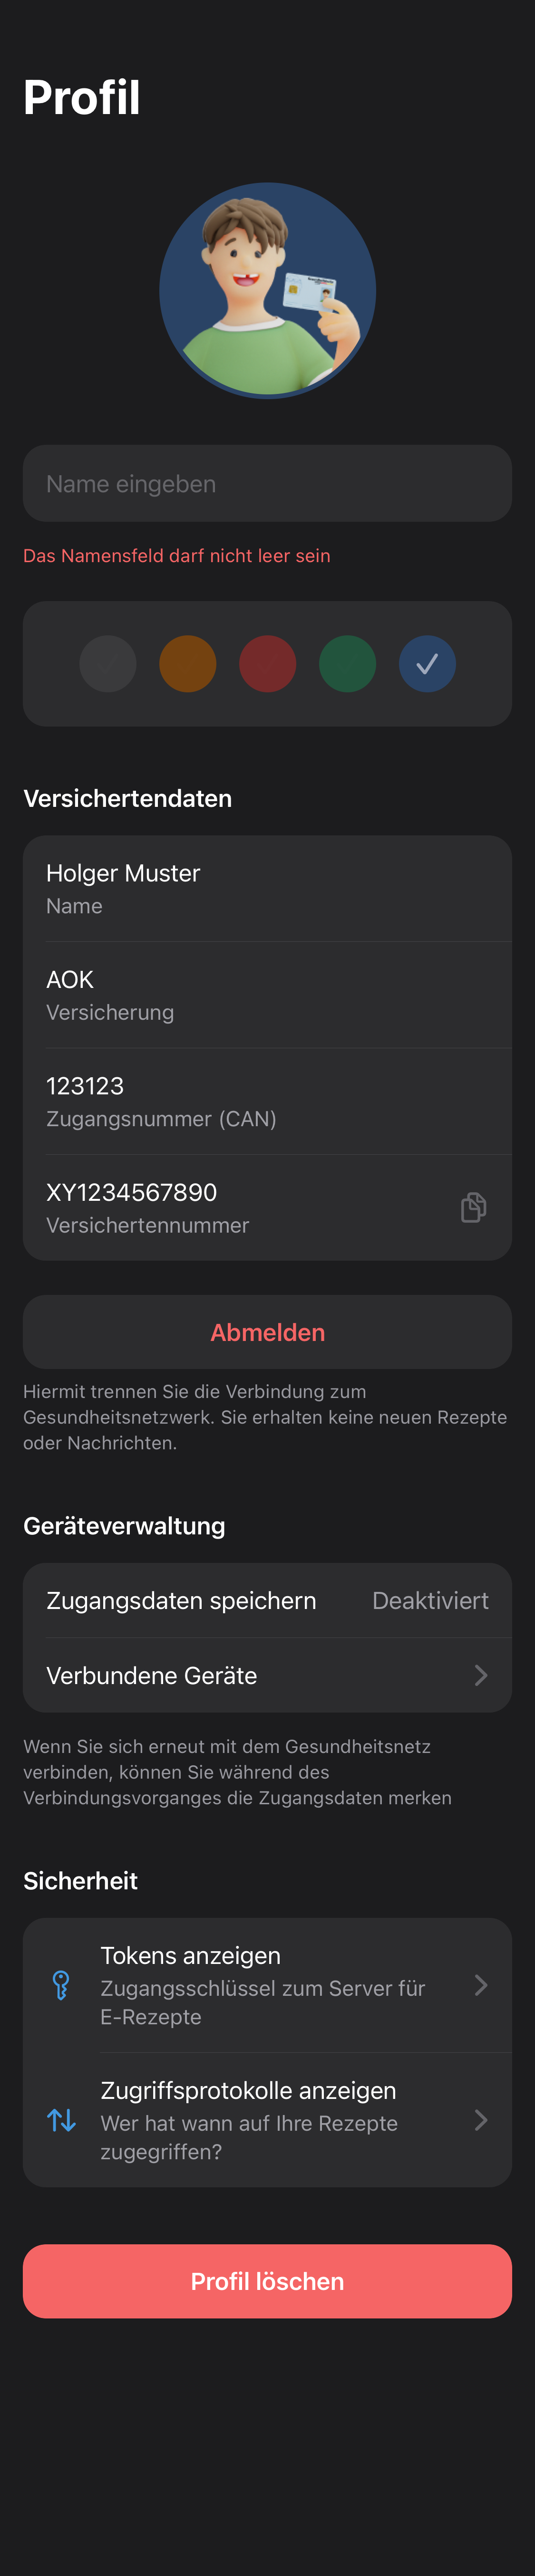 Profil
Name eingeben
Das Namensfeld darf nicht leer sein
Versichertendaten
Holger Muster
Name
AOK
Versicherung
123123
Zugangsnummer (CAN)
XY1234567890
Versichertennummer
Abmelden
Hiermit trennen Sie die Verbindung zum
Gesundheitsnetzwerk. Sie erhalten keine neuen Rezepte
oder Nachrichten.
Geräteverwaltung
Zugangsdaten speichern Deaktiviert
Verbundene Geräte
Wenn Sie sich erneut mit dem Gesundheitsnetz
verbinden, können Sie während des
Verbindungsvorganges die Zugangsdaten merken
Sicherheit
Tokens anzeigen
Zugangsschlüssel zum Server für
E-Rezepte
Zugriffsprotokolle anzeigen
Wer hat wann auf Ihre Rezepte
zugegriffen?
Profil löschen